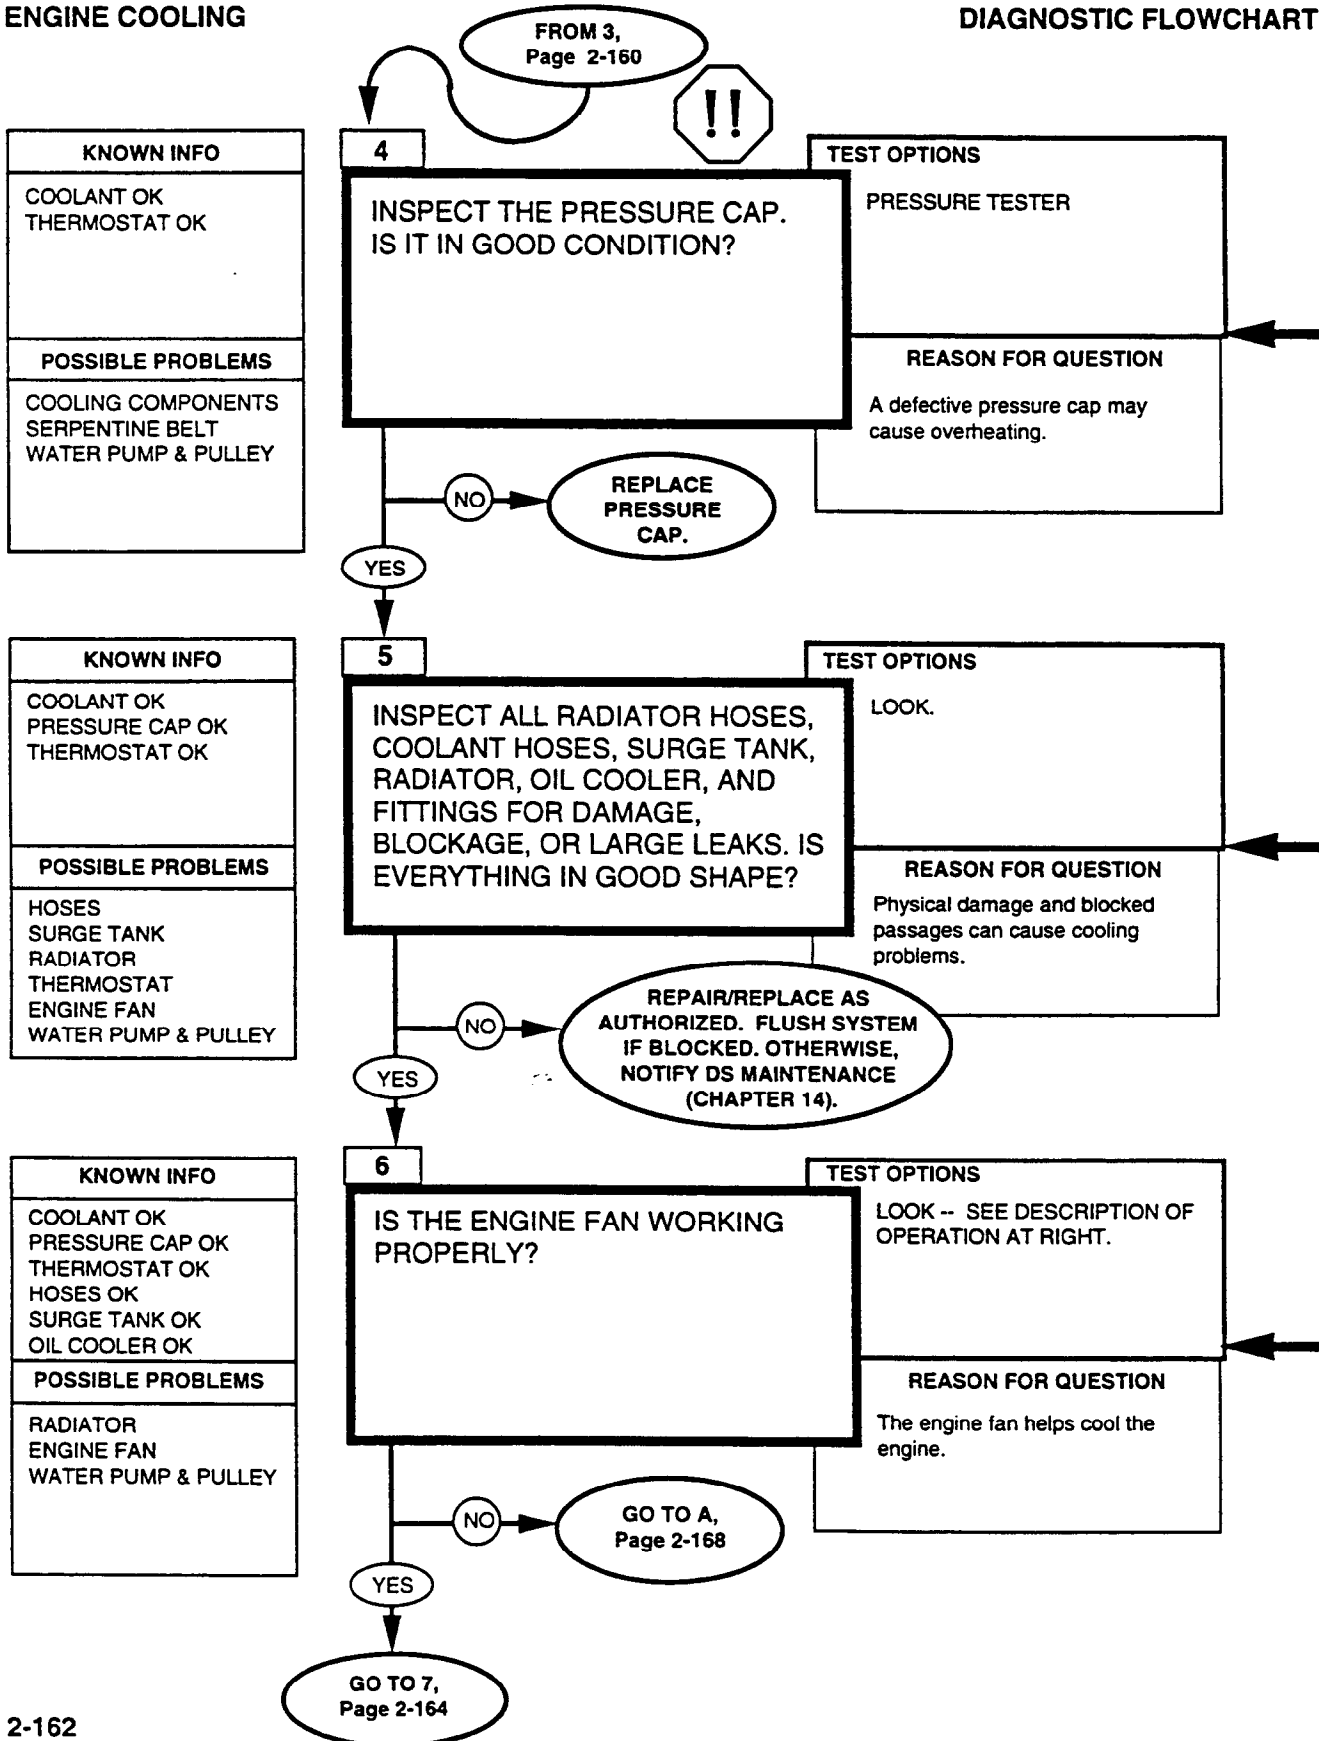 ENGINE COOLING
DIAGNOSTIC FLOWCHART
FROM 3,
Page 2-160
!!
KNOWN INFO
COOLANT OK
THERMOSTAT OK
POSSIBLE PROBLEMS
COOLING COMPONENTS
SERPENTINE BELT
WATER PUMP & PULLEY
4
INSPECT THE PRESSURE CAP.
IS IT IN GOOD CONDITION?
TEST OPTIONS
PRESSURE TESTER
REASON FOR QUESTION
A defective pressure cap may
cause overheating.
NO
REPLACE
PRESSURE
CAP.
YES
KNOWN INFO
COOLANT OK
PRESSURE CAP OK
THERMOSTAT OK
POSSIBLE PROBLEMS
HOSES
SURGE TANK
RADIATOR
THERMOSTAT
ENGINE FAN
WATER PUMP & PULLEY
5
INSPECT ALL RADIATOR HOSES,
COOLANT HOSES, SURGE TANK,
RADIATOR, OIL COOLER, AND
FITTINGS FOR DAMAGE,
BLOCKAGE, OR LARGE LEAKS. IS
EVERYTHING IN GOOD SHAPE?
TEST OPTIONS
LOOK.
REASON FOR QUESTION
Physical damage and blocked
passages can cause cooling
problems.
NO
REPAIR/REPLACE AS
AUTHORIZED. FLUSH SYSTEM
IF BLOCKED. OTHERWISE,
NOTIFY DS MAINTENANCE
(CHAPTER 14).
YES
KNOWN INFO
COOLANT OK
PRESSURE CAP OK
THERMOSTAT OK
HOSES OK
SURGE TANK OK
OIL COOLER OK
POSSIBLE PROBLEMS
RADIATOR
ENGINE FAN
WATER PUMP & PULLEY
6
IS THE ENGINE FAN WORKING
PROPERLY?
TEST OPTIONS
LOOK -- SEE DESCRIPTION OF
OPERATION AT RIGHT.
REASON FOR QUESTION
The engine fan helps cool the
engine.
NO
GO TO A,
Page 2-168
YES
GO TO 7,
Page 2-164
2-162